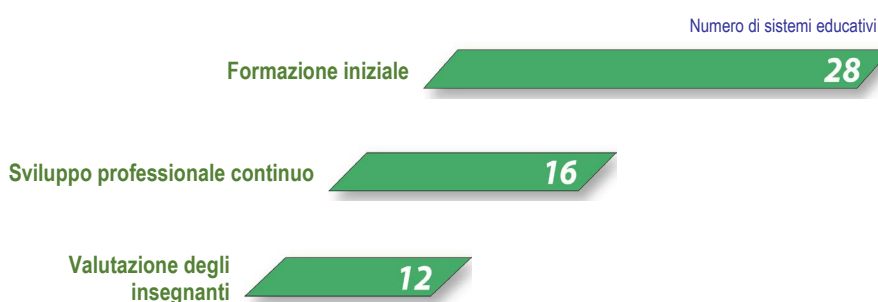 Numero di sistemi educativi
Formazione iniziale
28
Sviluppo professionale continuo
16
Valutazione degli
insegnanti
12